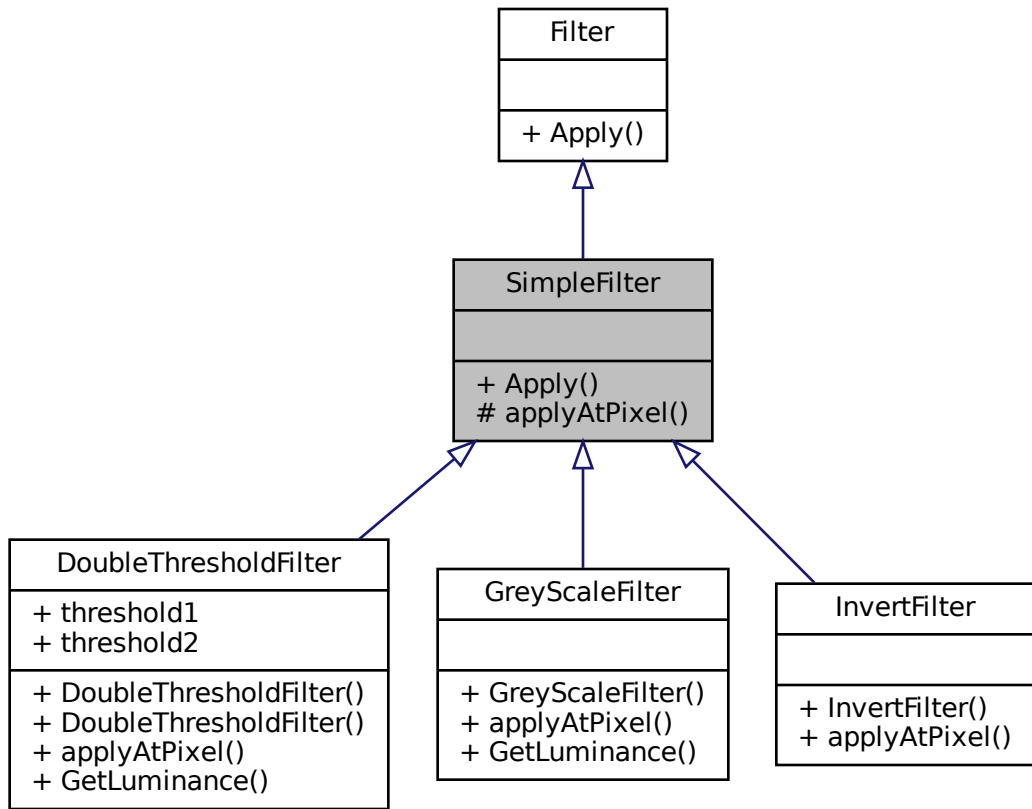 Filter
+ Apply()
SimpleFilter
+ Apply()
# applyAtPixel()
DoubleThresholdFilter
+ threshold1
+ threshold2
+ DoubleThresholdFilter()
+ DoubleThresholdFilter()
+ applyAtPixel()
+ GetLuminance()
GreyScaleFilter
+ GreyScaleFilter()
+ applyAtPixel()
+ GetLuminance()
InvertFilter
+ InvertFilter()
+ applyAtPixel()